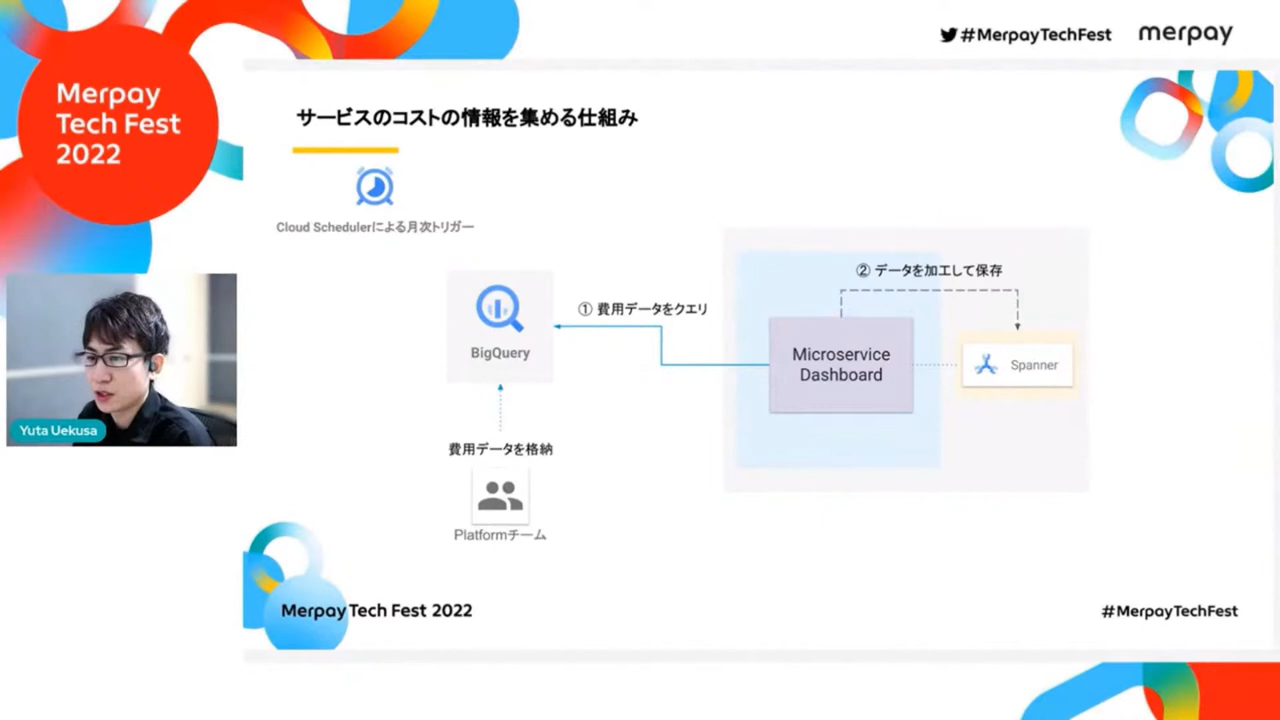 #MerpayTechFest
merpay
Merpay
Tech Fest
2022
サービスのコストの情報を集める仕組み
Cloud Schedulerによる月次トリガー
② データを加工して保存
① 費用データをクエリ
BigQuery
Microservice
Dashboard
Spanner
Yuta Uekusa
費用データを格納
Platformチーム
Merpay Tech Fest 2022
#MerpayTechFest